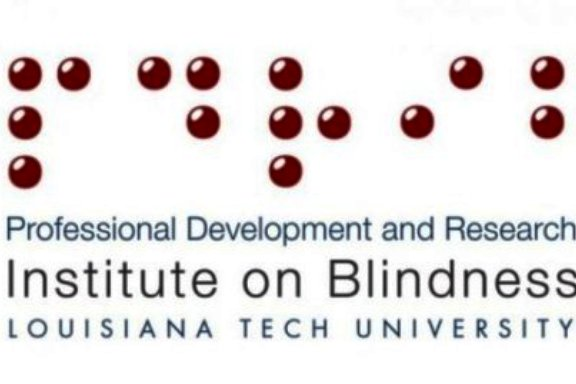 ⠏⠙⠗⠊⠃
Professional Development and Research
Institute on Blindness
LOUISIANA TECH UNIVERSITY